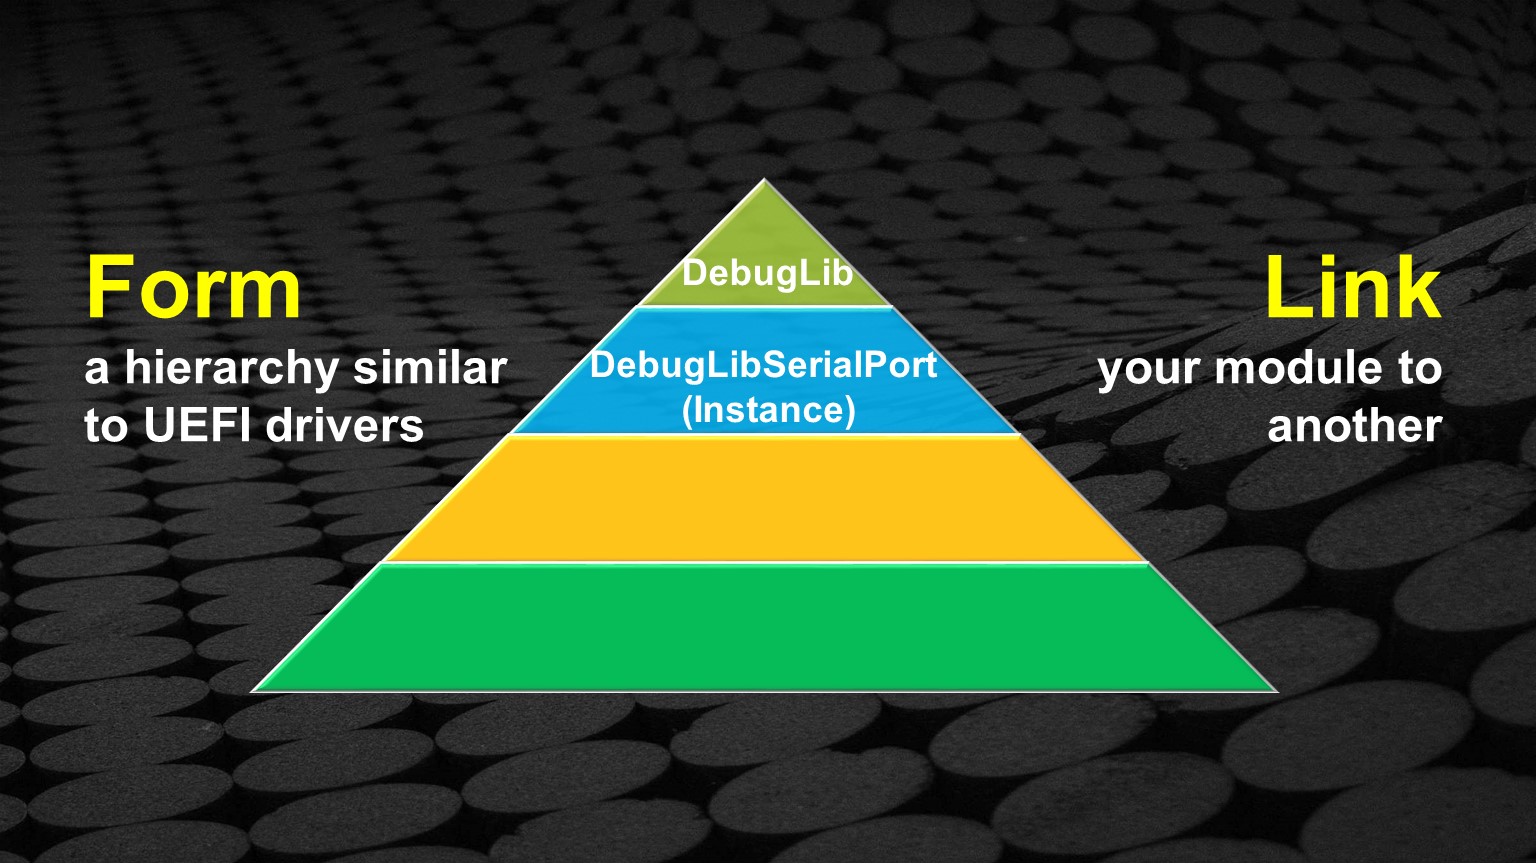 Form
a hierarchy similar
to UEFI drivers
DebugLib
DebugLibSerialPort
(Instance)
Link
your module to
another